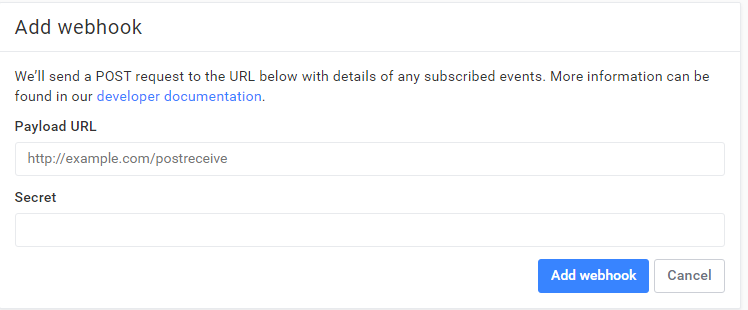 Add webhook
We'll send a POST request to the URL below with details of any subscribed events. More information can be
found in our developer documentation.
Payload URL
http://example.com/postreceive
Secret
Add webhook Cancel